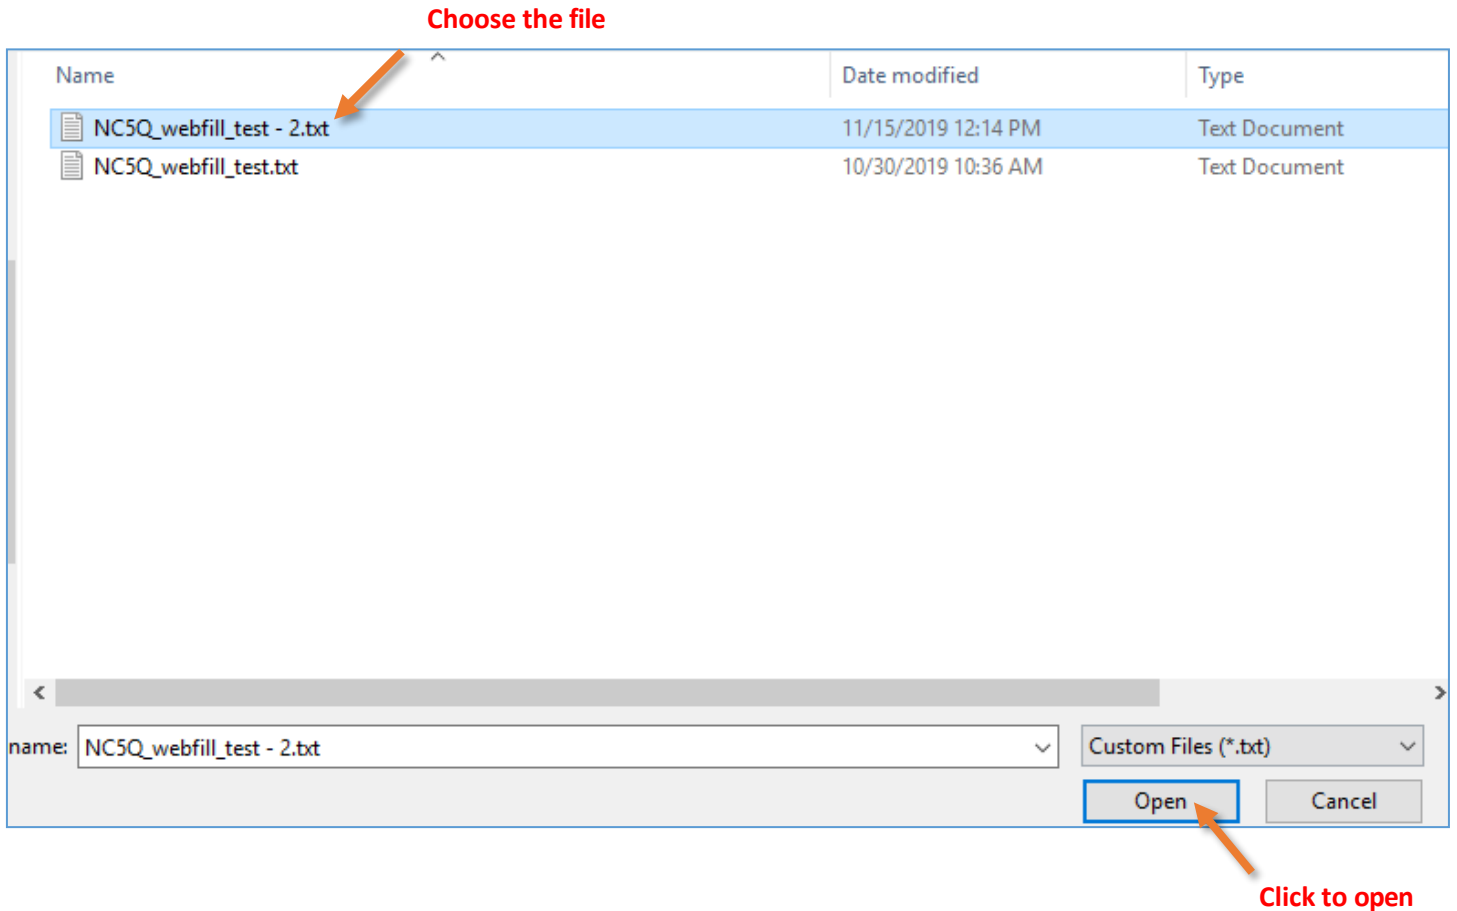 Choose the file
Name Date modified Type
NC5Q_webfill_test - 2.txt 11/15/2019 12:14 PM Text Document
NC5Q_webfill_test.txt 10/30/2019 10:36 AM Text Document
name: NC5Q_webfill_test - 2.txt Custom Files (*.txt)
Open Cancel
Click to open